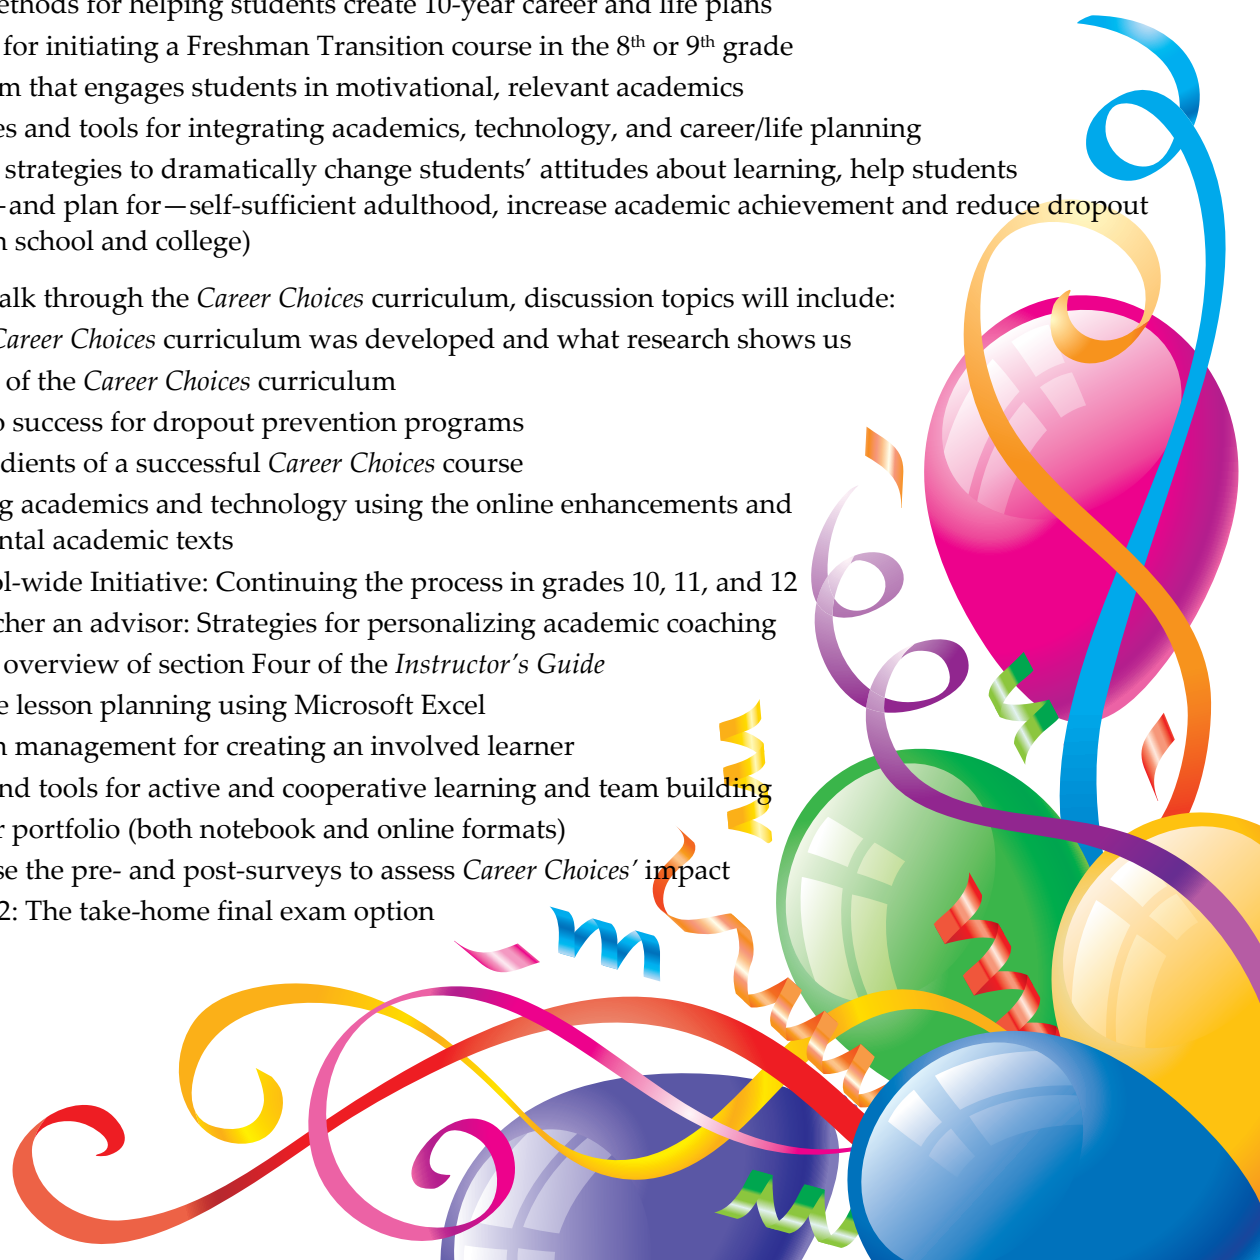 ethods for helping students create 10-year career and life plans
for initiating a Freshman Transition course in the 8th or 9th grade
m that engages students in motivational, relevant academics
es and tools for integrating academics, technology, and career/life planning
strategies to dramatically change students’ attitudes about learning, help students
—and plan for—self-sufficient adulthood, increase academic achievement and reduce dropout
h school and college)
alk through the Career Choices curriculum, discussion topics will include:
Career Choices curriculum was developed and what research shows us
of the Career Choices curriculum
p success for dropout prevention programs
dients of a successful Career Choices course
g academics and technology using the online enhancements and
ntal academic texts
ol-wide Initiative: Continuing the process in grades 10, 11, and 12
cher an advisor: Strategies for personalizing academic coaching
overview of section Four of the Instructor’s Guide
e lesson planning using Microsoft Excel
n management for creating an involved learner
nd tools for active and cooperative learning and team building
r portfolio (both notebook and online formats)
se the pre- and post-surveys to assess Career Choices’ impact
2: The take-home final exam option